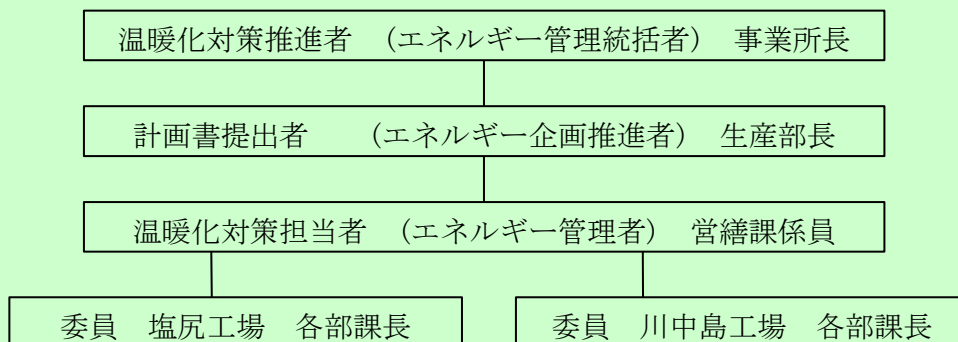 温暖化対策推進者　（エネルギー管理統括者）　事業所長
計画書提出者　　（エネルギー企画推進者）　生産部長
温暖化対策担当者　（エネルギー管理者）　営繕課係員
委員　塩尻工場　各部課長
委員　川中島工場　各部課長